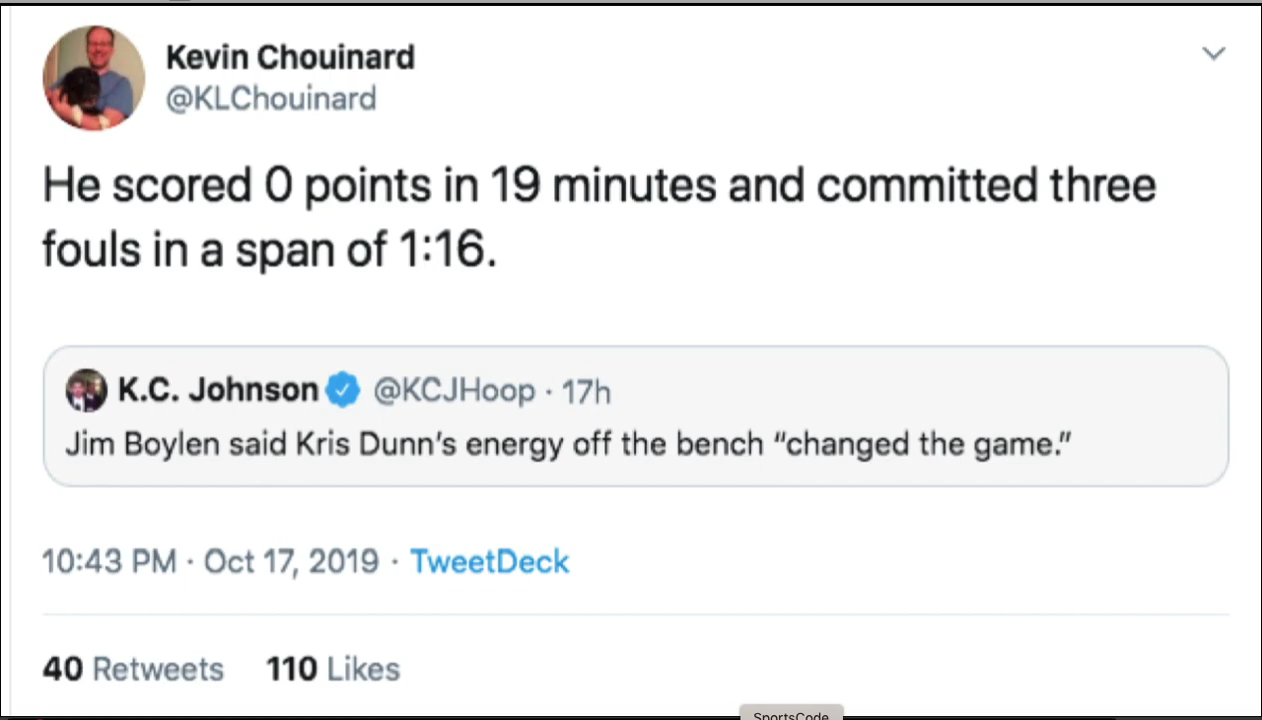 Kevin Chouinard
@KLChouinard
He scored 0 points in 19 minutes and committed three
fouls in a span of 1:16.
K.C. Johnson @KCJHoop · 17h
Jim Boylen said Kris Dunn’s energy off the bench “changed the game.”
10:43 PM · Oct 17, 2019 · TweetDeck
40 Retweets 110 Likes
SportsCode